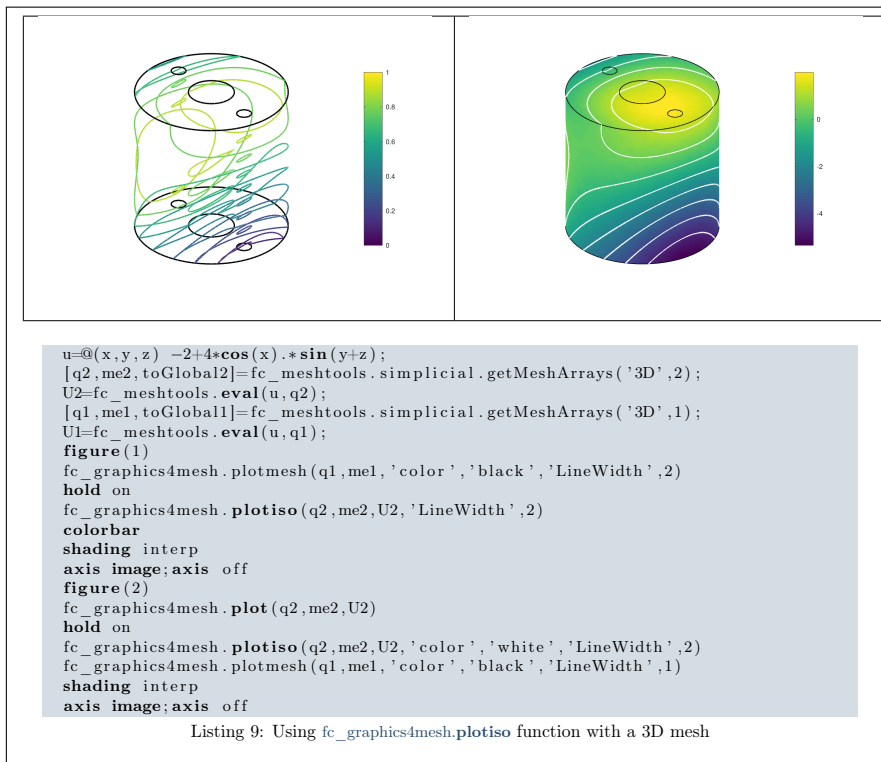 1
0.8
0.6
0.4
0.2
0
0
-2
-4
u=@(x,y,z) -2+4*cos(x).*sin(y+z);
[q2,me2,toGlobal2]=fc_meshtools.simplicial.getMeshArrays('3D',2);
U2=fc_meshtools.eval(u,q2);
[q1,me1,toGlobal1]=fc_meshtools.simplicial.getMeshArrays('3D',1);
U1=fc_meshtools.eval(u,q1);
figure(1)
fc_graphics4mesh.plotmesh(q1,me1,'color','black','LineWidth',2)
hold on
fc_graphics4mesh.plotiso(q2,me2,U2,'LineWidth',2)
colorbar
shading interp
axis image;axis off
figure(2)
fc_graphics4mesh.plot(q2,me2,U2)
hold on
fc_graphics4mesh.plotiso(q2,me2,U2,'color','white','LineWidth',2)
fc_graphics4mesh.plotmesh(q1,me1,'color','black','LineWidth',1)
shading interp
axis image;axis off
Listing 9: Using fc_graphics4mesh.plotiso function with a 3D mesh